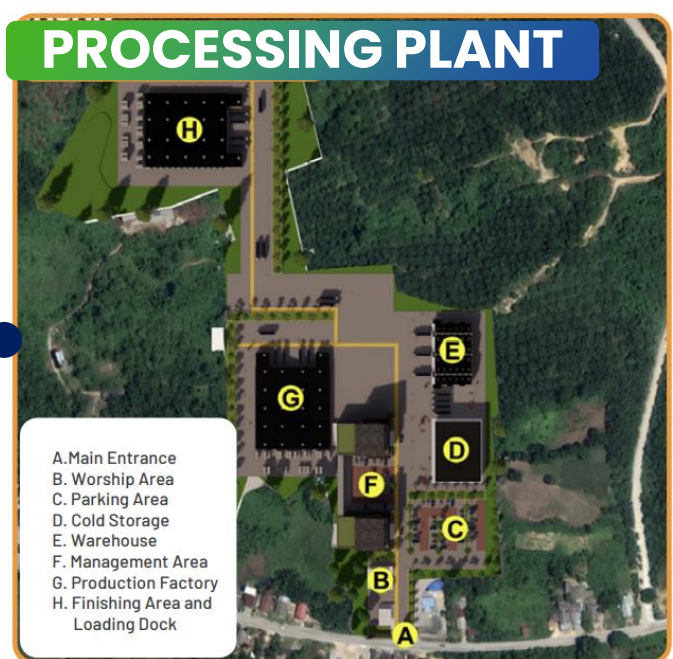 PROCESSING PLANT
H
E
G
D
F
C
B
A
A.Main Entrance
B. Worship Area
C. Parking Area
D. Cold Storage
E. Warehouse
F. Management Area
G. Production Factory
H. Finishing Area and
Loading Dock